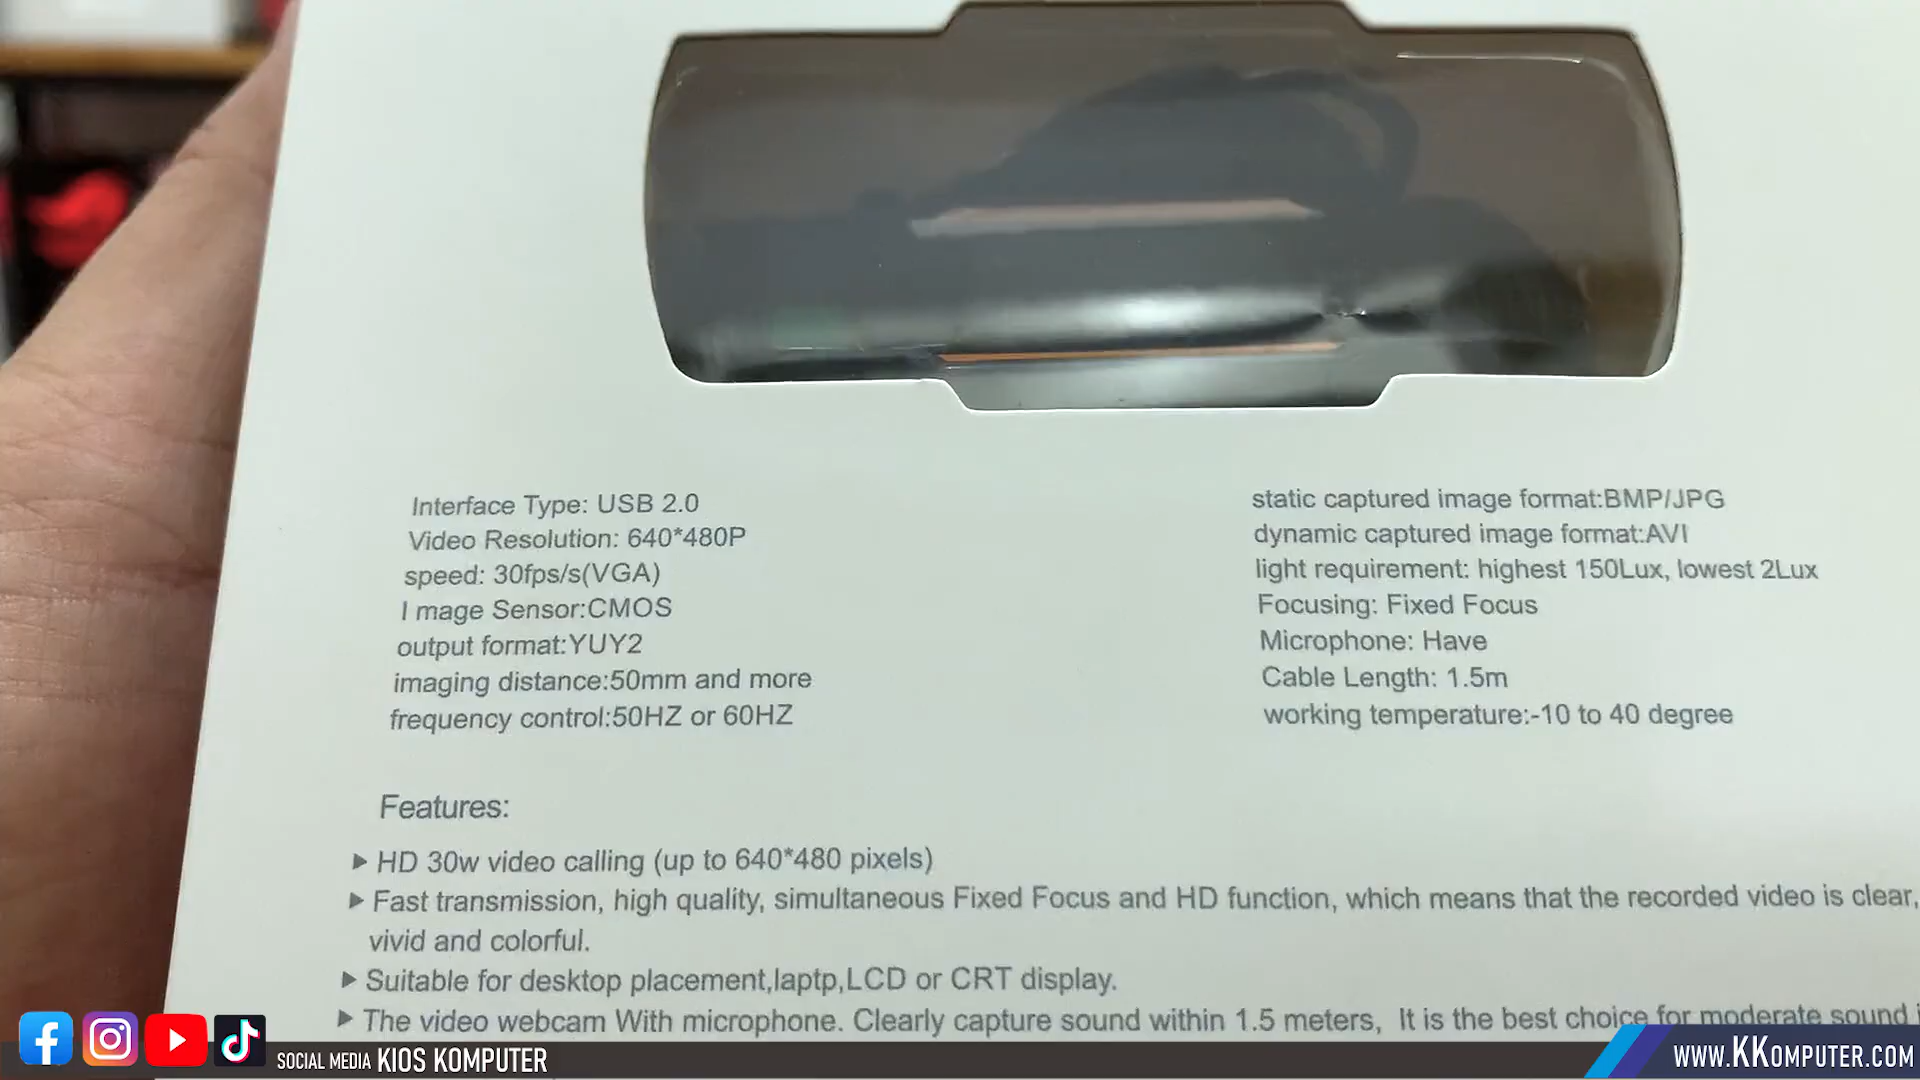 Interface Type: USB 2.0
Video Resolution: 640*480P
speed: 30fps/s(VGA)
I mage Sensor:CMOS
output format:YUY2
imaging distance:50mm and more
frequency control:50HZ or 60HZ
static captured image format:BMP/JPG
dynamic captured image format:AVI
light requirement: highest 150Lux, lowest 2Lux
Focusing: Fixed Focus
Microphone: Have
Cable Length: 1.5m
working temperature:-10 to 40 degree
Features:
▶ HD 30w video calling (up to 640*480 pixels)
▶ Fast transmission, high quality, simultaneous Fixed Focus and HD function, which means that the recorded video is clear,
vivid and colorful.
▶ Suitable for desktop placement,laptp,LCD or CRT display.
▶ The video webcam With microphone. Clearly capture sound within 1.5 meters, It is the best choice for moderate sound
SOCIAL MEDIA KIOS KOMPUTER
WWW.KKOMPUTER.COM